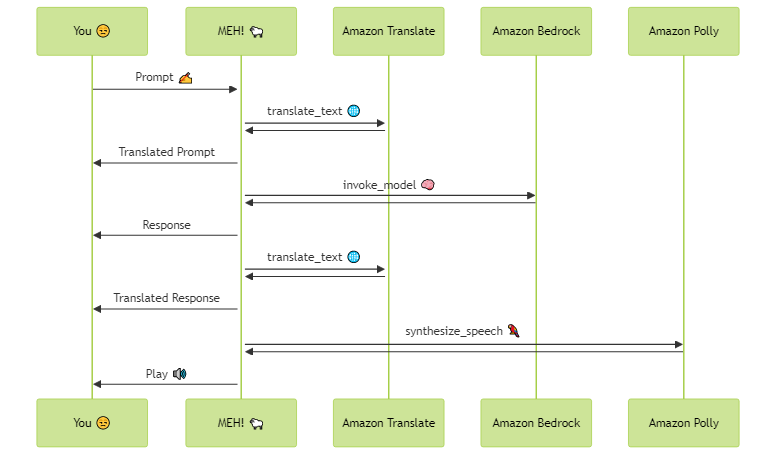 You 😑
MEH! 🐑
Amazon Translate
Amazon Bedrock
Amazon Polly
Prompt ✍️
translate_text 🌐
Translated Prompt
invoke_model 🧠
Response
translate_text 🌐
Translated Response
synthesize_speech 🦜
Play 🔊
You 😑
MEH! 🐑
Amazon Translate
Amazon Bedrock
Amazon Polly